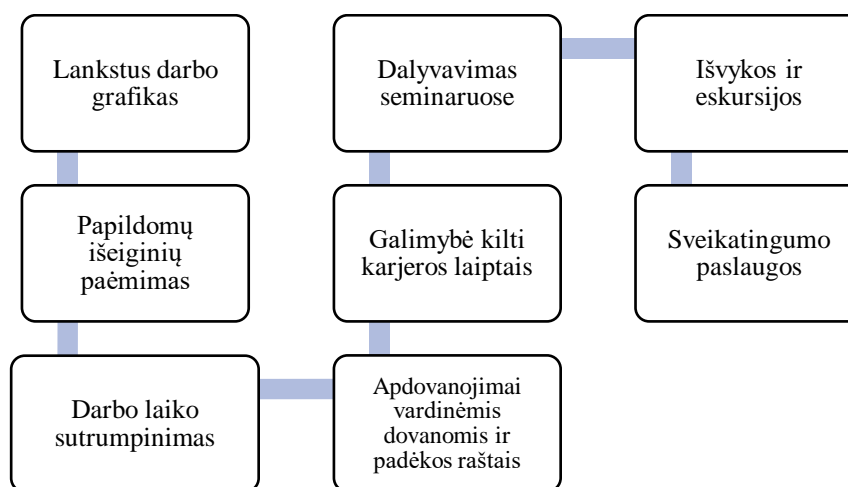 Lankstus darbo
grafikas
Papildomų
išeiginių
paėmimas
Darbo laiko
sutrumpinimas
Apdovanojimai
vardinėmis
dovanomis ir
padėkos raštais
Galimybė kilti
karjeros laiptais
Dalyvavimas
seminaruose
Išvykos ir
eskursijos
Sveikatingumo
paslaugos